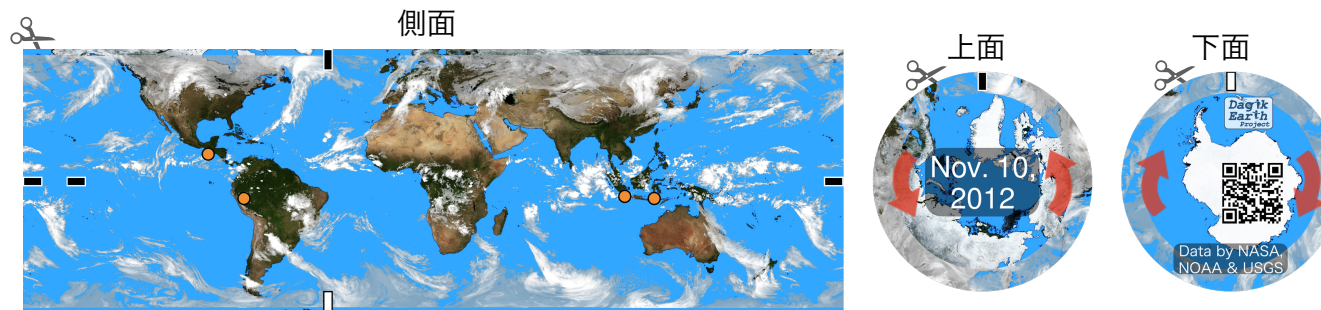 側面
上面
Nov. 10,
2012
下面
Dagik
Earth
Project
Data by NASA,
NOAA & USGS